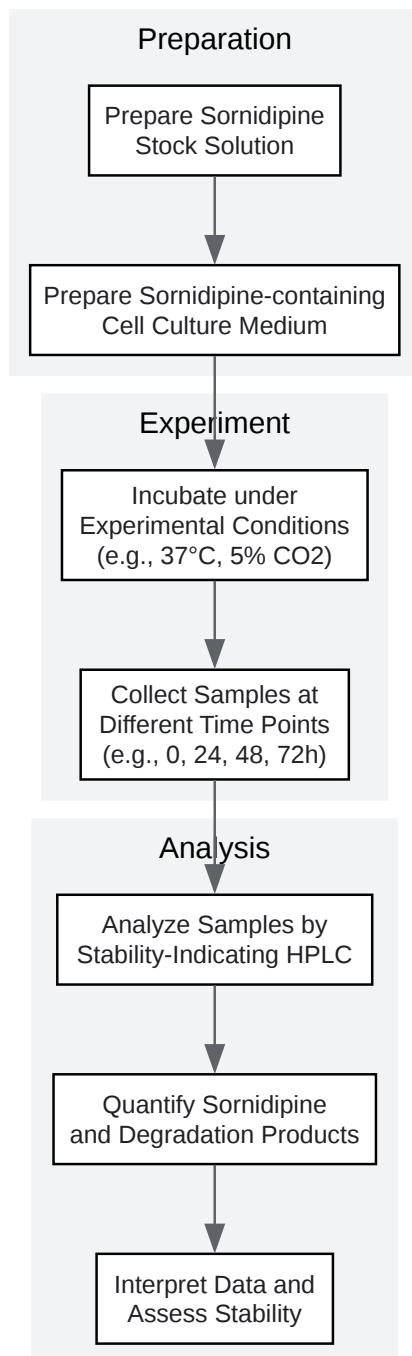 Preparation
Prepare Sornidipine
Stock Solution
Prepare Sornidipine-containing
Cell Culture Medium
Experiment
Incubate under
Experimental Conditions
(e.g., 37°C, 5% CO2)
Collect Samples at
Different Time Points
(e.g., 0, 24, 48, 72h)
Analysis
Analyze Samples by
Stability-Indicating HPLC
Quantify Sornidipine
and Degradation Products
Interpret Data and
Assess Stability